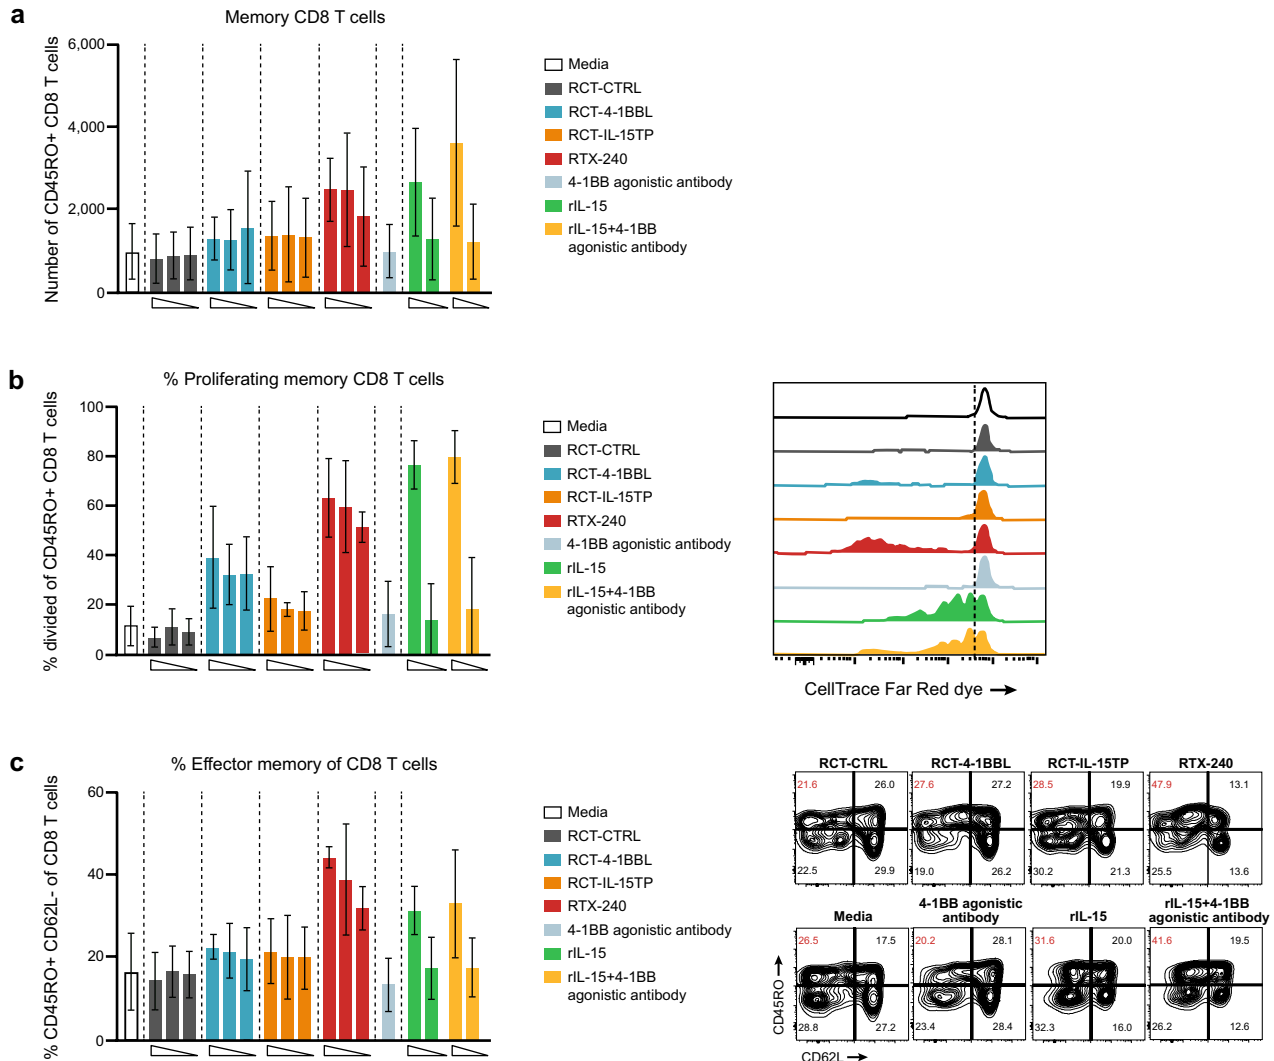 a
Memory CD8 T cells
Number of CD45RO+ CD8 T cells
6,000
4,000
2,000
0
Media
RCT-CTRL
RCT-4-1BBL
RCT-IL-15TP
RTX-240
4-1BB agonistic antibody
rIL-15
rIL-15+4-1BB
agonistic antibody
b
% Proliferating memory CD8 T cells
% divided of CD45RO+ CD8 T cells
100
80
60
40
20
0
Media
RCT-CTRL
RCT-4-1BBL
RCT-IL-15TP
RTX-240
4-1BB agonistic antibody
rIL-15
rIL-15+4-1BB
agonistic antibody
CellTrace Far Red dye
c
% Effector memory of CD8 T cells
% CD45RO+ CD62L- of CD8 T cells
60
40
20
0
Media
RCT-CTRL
RCT-4-1BBL
RCT-IL-15TP
RTX-240
4-1BB agonistic antibody
rIL-15
rIL-15+4-1BB
agonistic antibody
RCT-CTRL RCT-4-1BBL RCT-IL-15TP RTX-240
21.6 26.0 27.6 27.2 28.5 19.9 47.9 13.1
22.5 29.9 19.0 26.2 30.2 21.3 25.5 13.6
Media 4-1BB agonistic antibody rIL-15 rIL-15+4-1BB agonistic antibody
26.5 17.5 20.2 28.1 31.6 20.0 41.6 19.5
28.8 27.2 23.4 28.4 32.3 16.0 26.2 12.6
CD45RO
CD62L